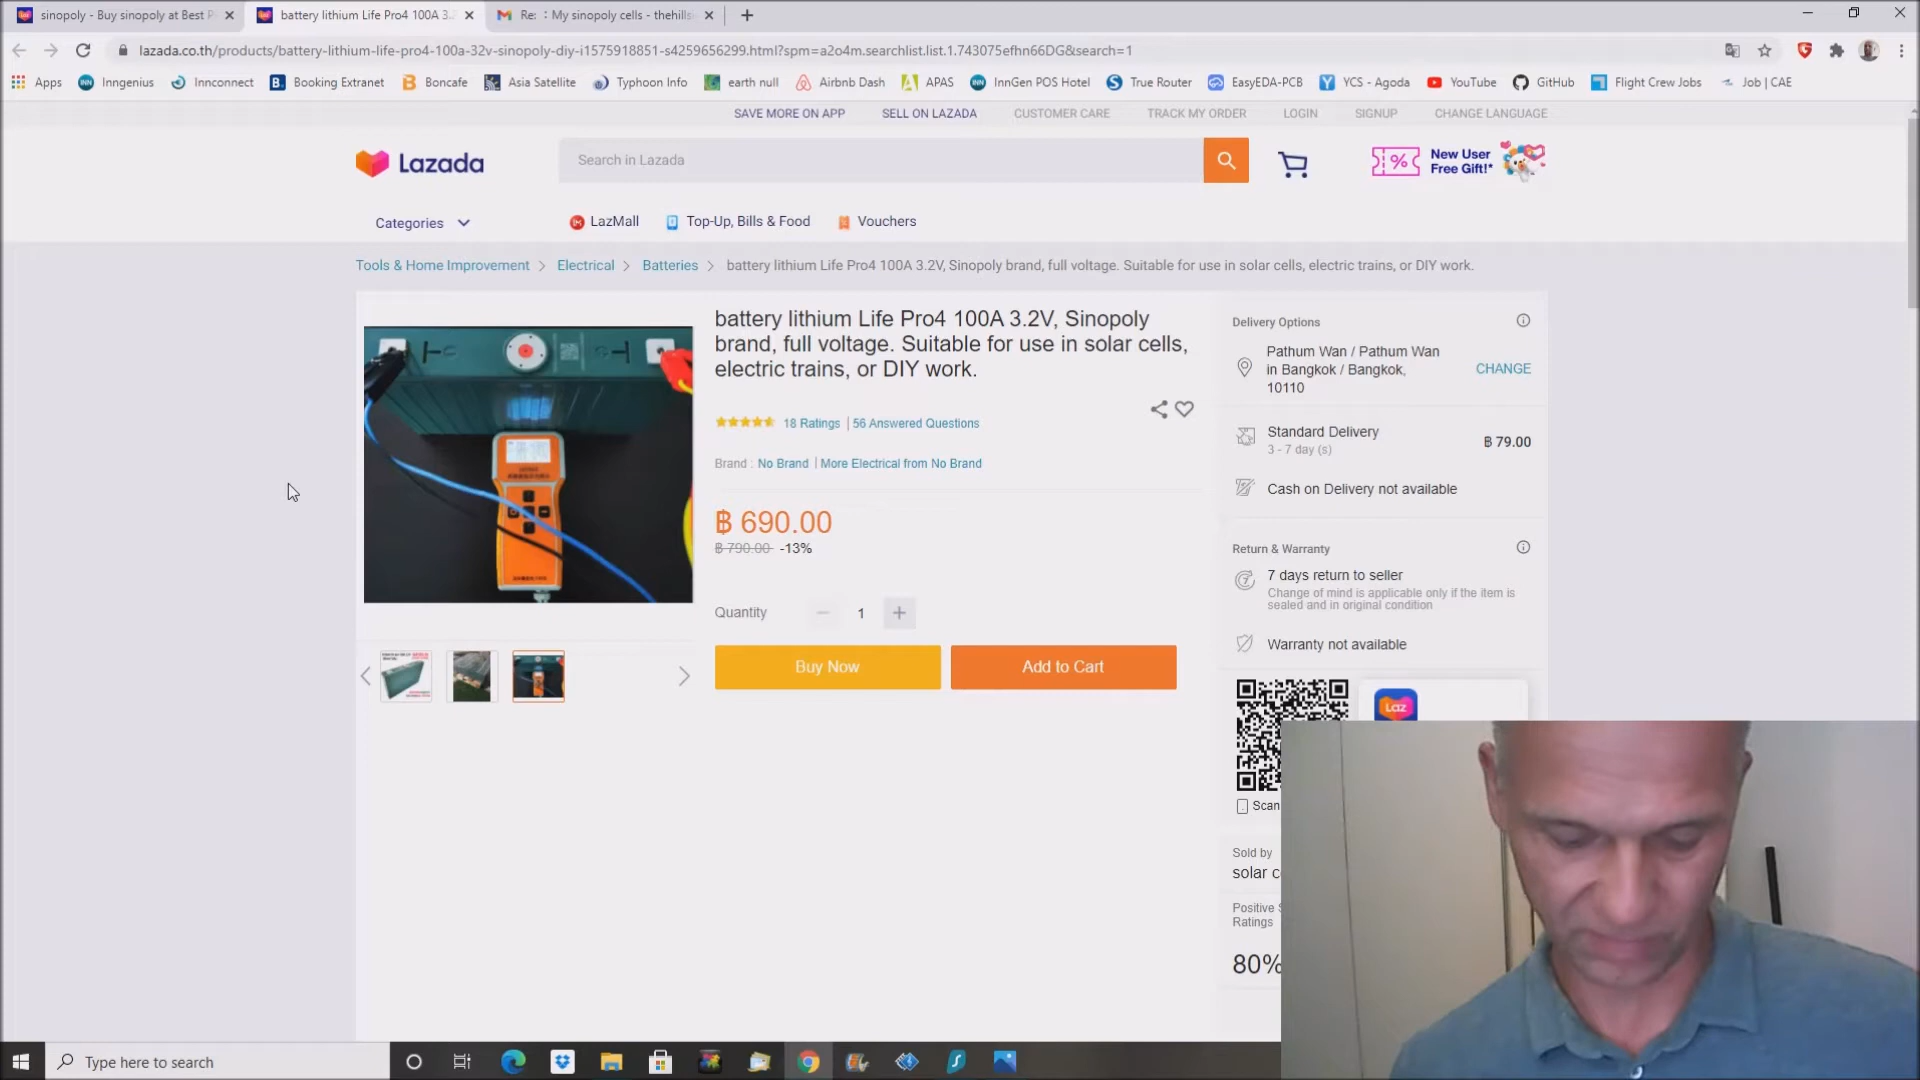 sinopoly - Buy sinopoly at Best P
battery lithium Life Pro4 100A 3.2
Re: : My sinopoly cells - thehills
lazada.co.th/products/battery-lithium-life-pro4-100a-32v-sinopoly-diy-i1575918851-s4259656299.html?spm=a2o4m.searchlist.list.1.743075efhn66DG&search=1
Apps Inngenius Innconnect Booking Extranet Boncafe Asia Satellite Typhoon Info earth null Airbnb Dash APAS InnGen POS Hotel True Router EasyEDA-PCB YCS - Agoda YouTube GitHub Flight Crew Jobs Job | CAE
SAVE MORE ON APP SELL ON LAZADA CUSTOMER CARE TRACK MY ORDER LOGIN SIGNUP CHANGE LANGUAGE
Lazada
Search in Lazada
New User
Free Gift!*
Categories
LazMall Top-Up, Bills & Food Vouchers
Tools & Home Improvement > Electrical > Batteries > battery lithium Life Pro4 100A 3.2V, Sinopoly brand, full voltage. Suitable for use in solar cells, electric trains, or DIY work.
battery lithium Life Pro4 100A 3.2V, Sinopoly
brand, full voltage. Suitable for use in solar cells,
electric trains, or DIY work.
18 Ratings | 56 Answered Questions
Brand : No Brand | More Electrical from No Brand
฿ 690.00
฿ 790.00 -13%
Quantity
1
Buy Now
Add to Cart
Delivery Options
Pathum Wan / Pathum Wan
in Bangkok / Bangkok,
10110
CHANGE
Standard Delivery
3 - 7 day (s)
฿ 79.00
Cash on Delivery not available
Return & Warranty
7 days return to seller
Change of mind is applicable only if the item is
sealed and in original condition
Warranty not available
Laz
Scan
Sold by
solar c
Positive S
Ratings
80%
Type here to search